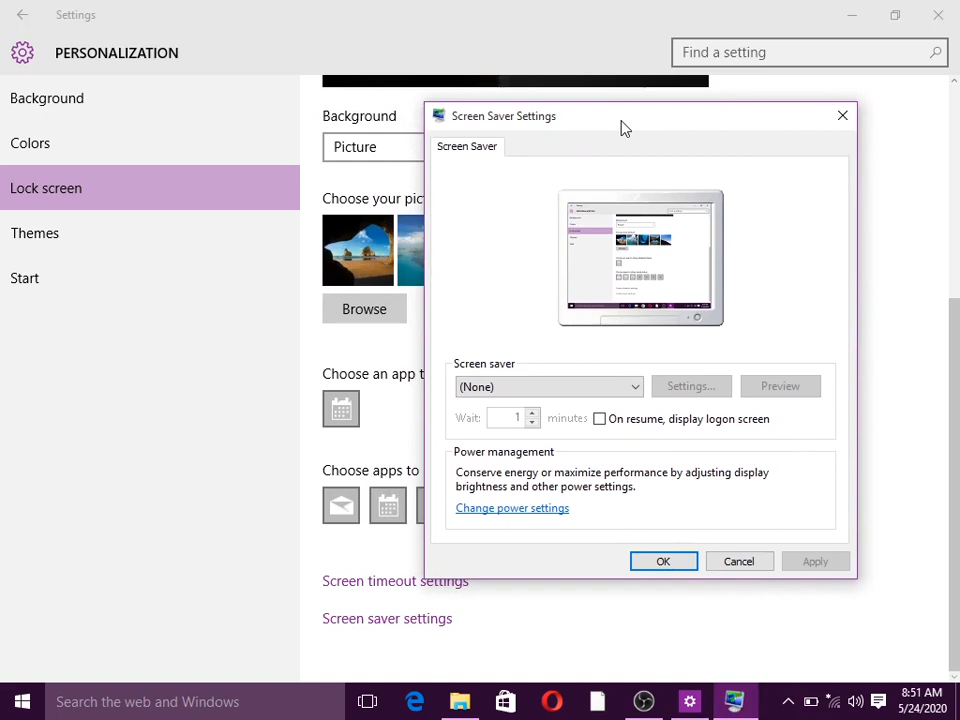 Settings
PERSONALIZATION
Find a setting
Background
Colors
Lock screen
Themes
Start
Background
Picture
Choose your pic
Browse
Choose an app t
Choose apps to
Screen timeout settings
Screen saver settings
Screen Saver Settings
Screen Saver
Screen saver
(None)
Settings...
Preview
Wait:
1
minutes
On resume, display logon screen
Power management
Conserve energy or maximize performance by adjusting display
brightness and other power settings.
Change power settings
OK
Cancel
Apply
Search the web and Windows
8:51 AM
5/24/2020